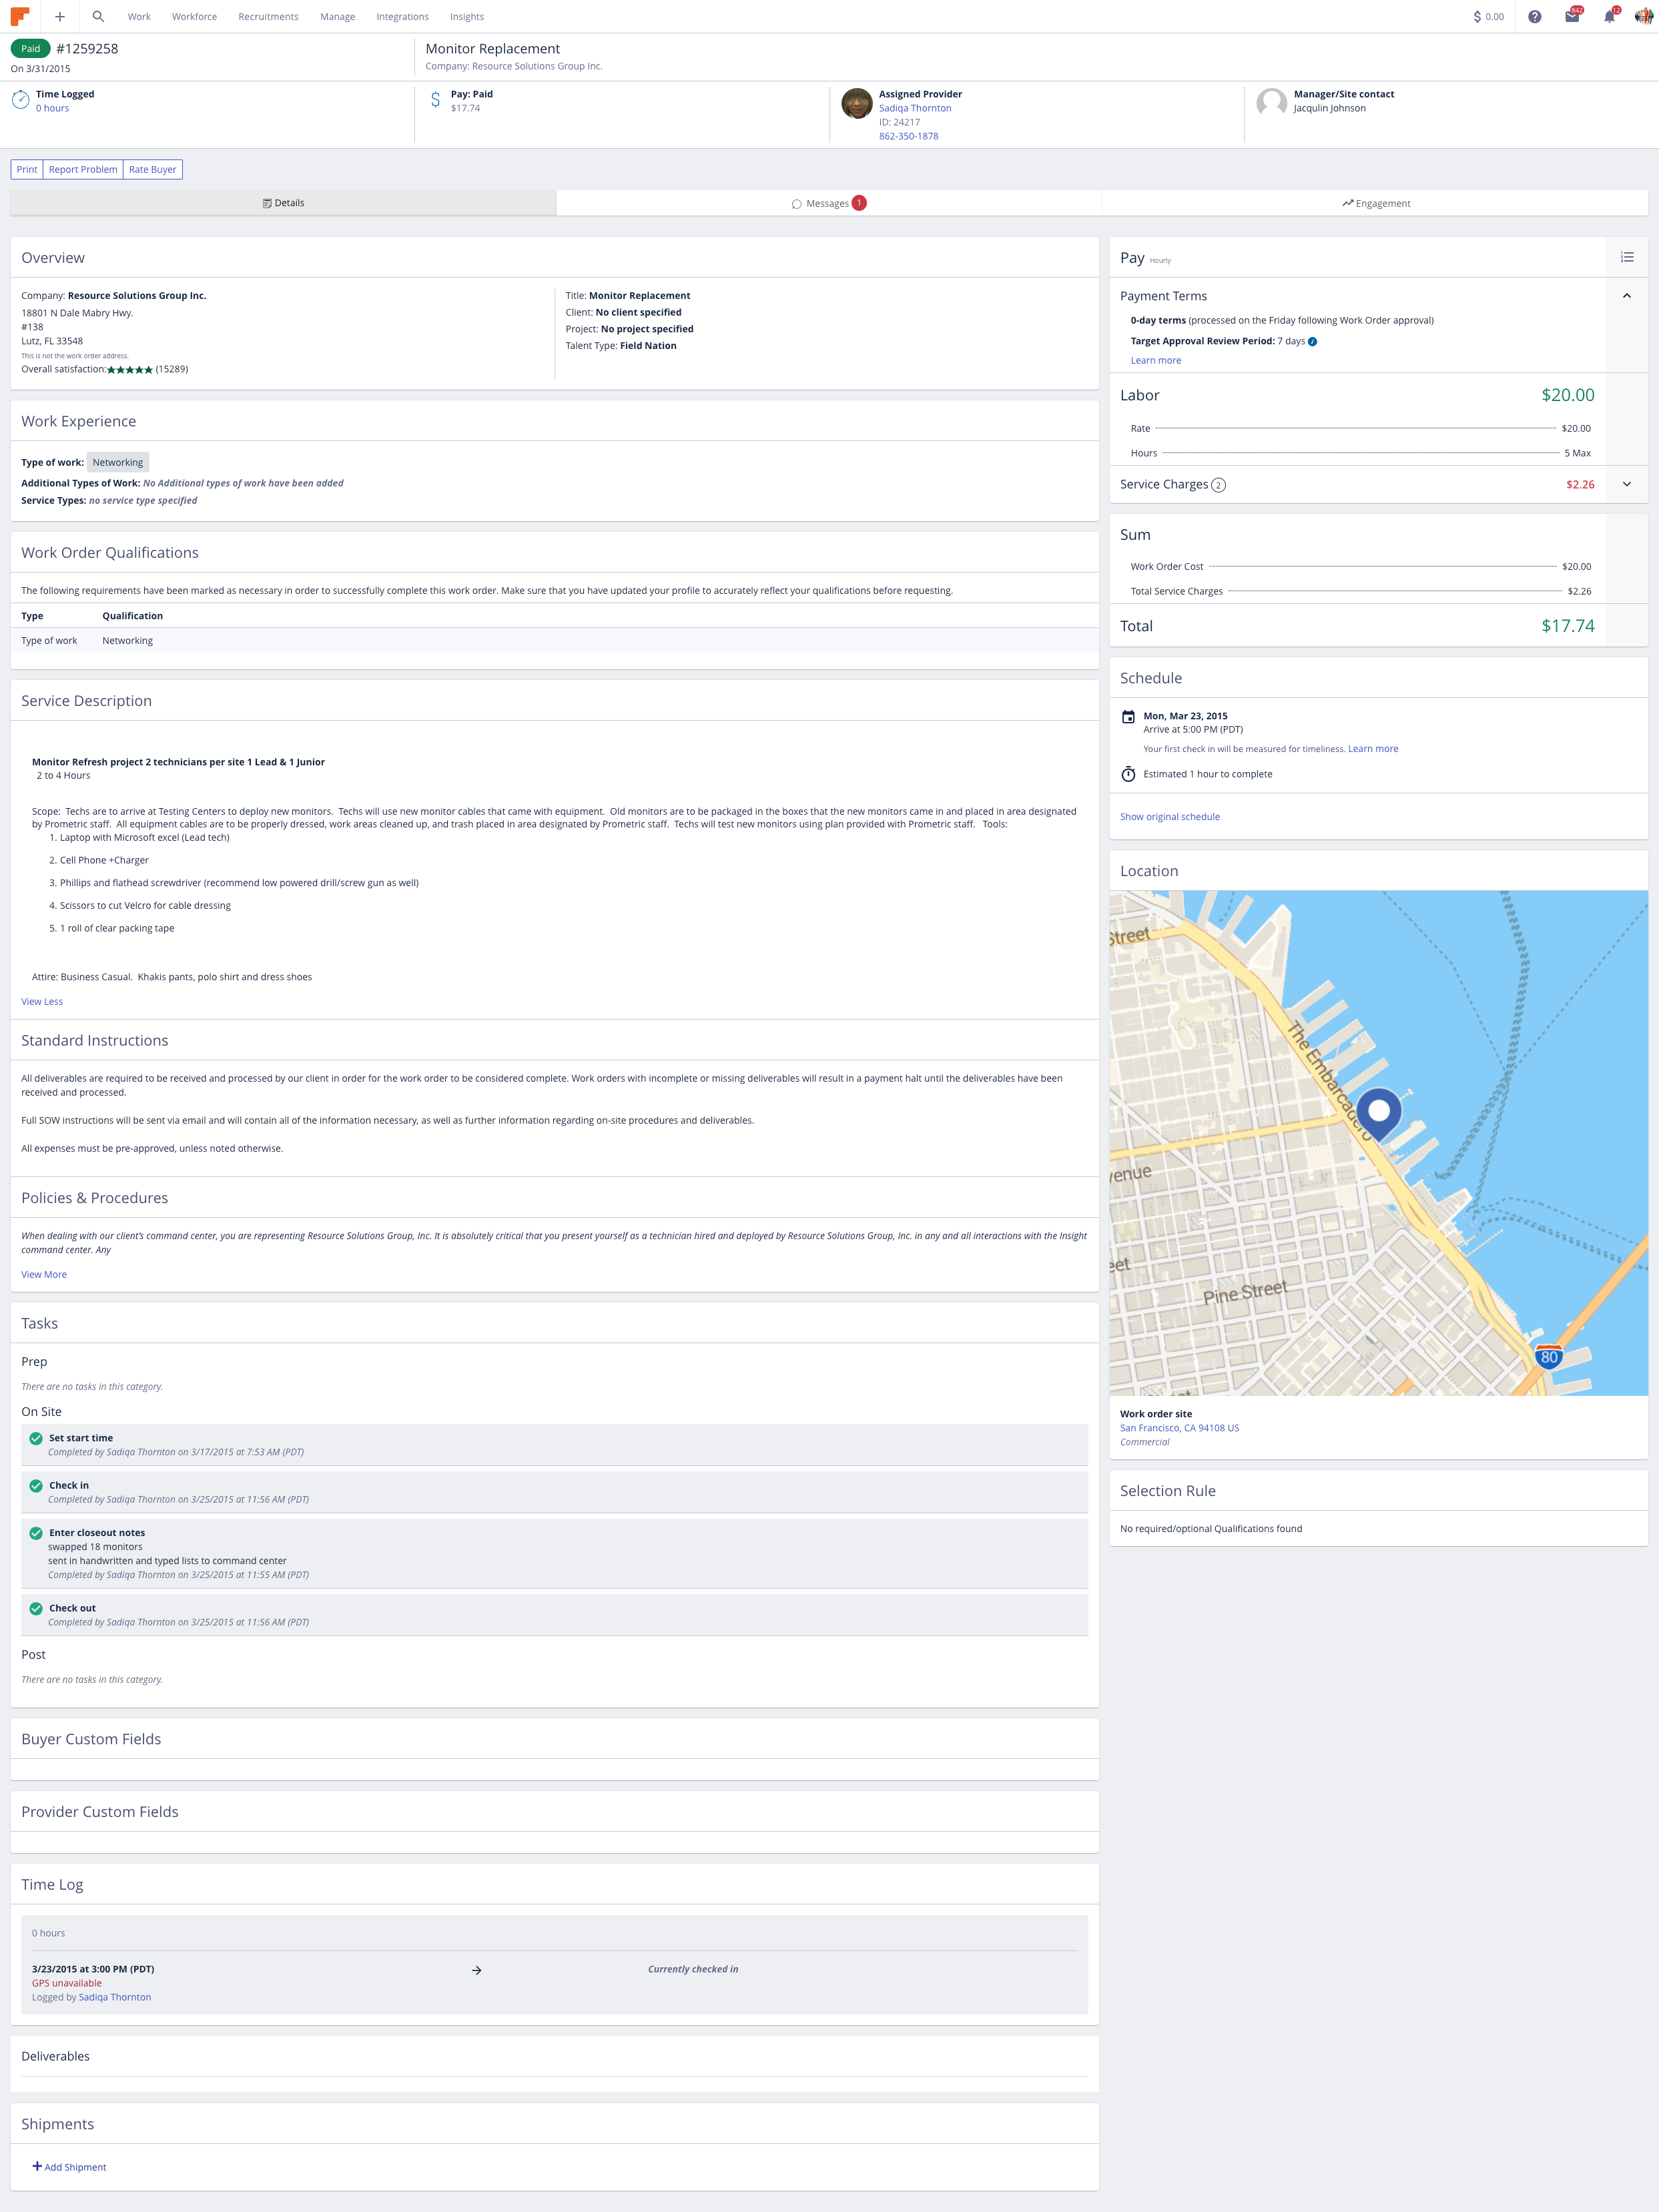 Work Workforce Recruitments Manage Integrations Insights
$ 0.00
642
12
Paid #1259258
On 3/31/2015
Monitor Replacement
Company: Resource Solutions Group Inc.
Time Logged
0 hours
Pay: Paid
$17.74
Assigned Provider
Sadiqa Thornton
ID: 24217
862-350-1878
Manager/Site contact
Jacqulin Johnson
Print Report Problem Rate Buyer
Details
Messages 1
Engagement
Overview
Company: Resource Solutions Group Inc.
18801 N Dale Mabry Hwy.
#138
Lutz, FL 33548
This is not the work order address.
Overall satisfaction:★★★★★ (15289)
Title: Monitor Replacement
Client: No client specified
Project: No project specified
Talent Type: Field Nation
Work Experience
Type of work: Networking
Additional Types of Work: No Additional types of work have been added
Service Types: no service type specified
Work Order Qualifications
The following requirements have been marked as necessary in order to successfully complete this work order. Make sure that you have updated your profile to accurately reflect your qualifications before requesting.
Type Qualification
Type of work Networking
Service Description
Monitor Refresh project 2 technicians per site 1 Lead & 1 Junior
2 to 4 Hours
Scope: Techs are to arrive at Testing Centers to deploy new monitors. Techs will use new monitor cables that came with equipment. Old monitors are to be packaged in the boxes that the new monitors came in and placed in area designated
by Prometric staff. All equipment cables are to be properly dressed, work areas cleaned up, and trash placed in area designated by Prometric staff. Techs will test new monitors using plan provided with Prometric staff. Tools:
1. Laptop with Microsoft excel (Lead tech)
2. Cell Phone +Charger
3. Phillips and flathead screwdriver (recommend low powered drill/screw gun as well)
4. Scissors to cut Velcro for cable dressing
5. 1 roll of clear packing tape
Attire: Business Casual. Khakis pants, polo shirt and dress shoes
View Less
Standard Instructions
All deliverables are required to be received and processed by our client in order for the work order to be considered complete. Work orders with incomplete or missing deliverables will result in a payment halt until the deliverables have been
received and processed.
Full SOW instructions will be sent via email and will contain all of the information necessary, as well as further information regarding on-site procedures and deliverables.
All expenses must be pre-approved, unless noted otherwise.
Policies & Procedures
When dealing with our client's command center, you are representing Resource Solutions Group, Inc. It is absolutely critical that you present yourself as a technician hired and deployed by Resource Solutions Group, Inc. in any and all interactions with the Insight
command center. Any
View More
Tasks
Prep
There are no tasks in this category.
On Site
Set start time
Completed by Sadiqa Thornton on 3/17/2015 at 7:53 AM (PDT)
Check in
Completed by Sadiqa Thornton on 3/25/2015 at 11:56 AM (PDT)
Enter closeout notes
swapped 18 monitors
sent in handwritten and typed lists to command center
Completed by Sadiqa Thornton on 3/25/2015 at 11:55 AM (PDT)
Check out
Completed by Sadiqa Thornton on 3/25/2015 at 11:56 AM (PDT)
Post
There are no tasks in this category.
Buyer Custom Fields
Provider Custom Fields
Time Log
0 hours
3/23/2015 at 3:00 PM (PDT)
→
Currently checked in
GPS unavailable
Logged by Sadiqa Thornton
Deliverables
Shipments
+ Add Shipment
Pay Hourly
Payment Terms
0-day terms (processed on the Friday following Work Order approval)
Target Approval Review Period: 7 days
Learn more
Labor $20.00
Rate $20.00
Hours 5 Max
Service Charges 2 $2.26
Sum
Work Order Cost $20.00
Total Service Charges $2.26
Total $17.74
Schedule
Mon, Mar 23, 2015
Arrive at 5:00 PM (PDT)
Your first check in will be measured for timeliness. Learn more
Estimated 1 hour to complete
Show original schedule
Location
Street
The Embarcadero
venue
eet
Pine Street
80
Work order site
San Francisco, CA 94108 US
Commercial
Selection Rule
No required/optional Qualifications found